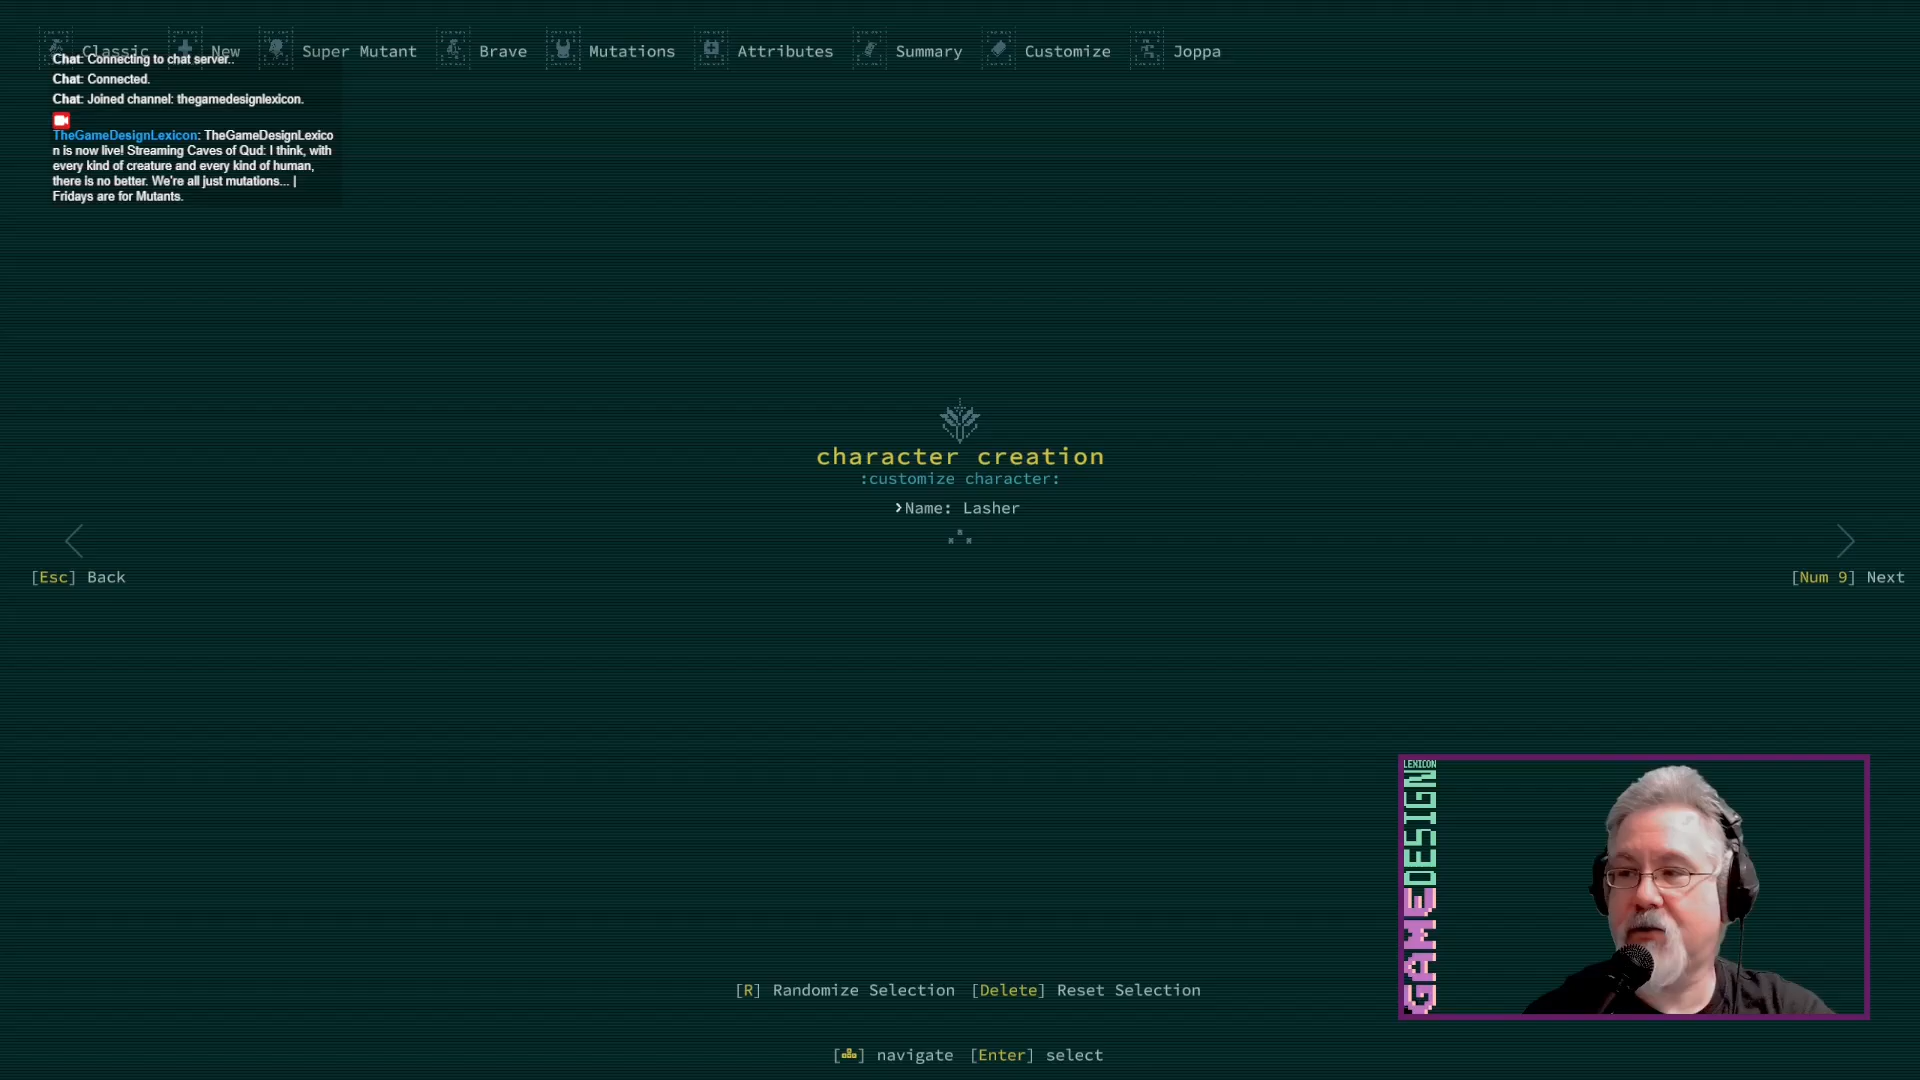 Classic New Super Mutant Brave Mutations Attributes Summary Customize Joppa
Chat: Connecting to chat server..
Chat: Connected.
Chat: Joined channel: thegamedesignlexicon.
TheGameDesignLexicon: TheGameDesignLexico
n is now live! Streaming Caves of Qud: I think, with
every kind of creature and every kind of human,
there is no better. We're all just mutations... |
Fridays are for Mutants.
character creation
:customize character:
›Name: Lasher
[Esc] Back
[Num 9] Next
LEXICON
GAMEDESIGN
[R] Randomize Selection [Delete] Reset Selection
navigate [Enter] select